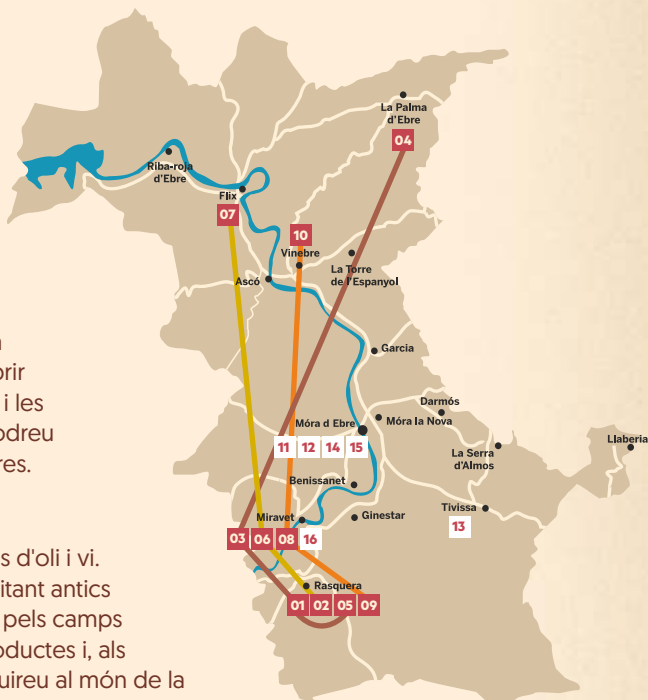 La Palma
d'Ebre
04
Riba-roja
d'Ebre
Flix
07
10
Vinebre
La Torre
de l'Espanyol
Ascó
Garcia
Darmós
Móra d Ebre
Móra la Nova
11 12 14 15
La Serra
d'Almos
Llaberia
Benissanet
Tivissa
13
Miravet
Ginestar
03 06 08 16
Rasquera
01 02 05 09
i les
res.
s d'oli i vi.
itant antics
pels camps
oductes i, als
uireu al món de la